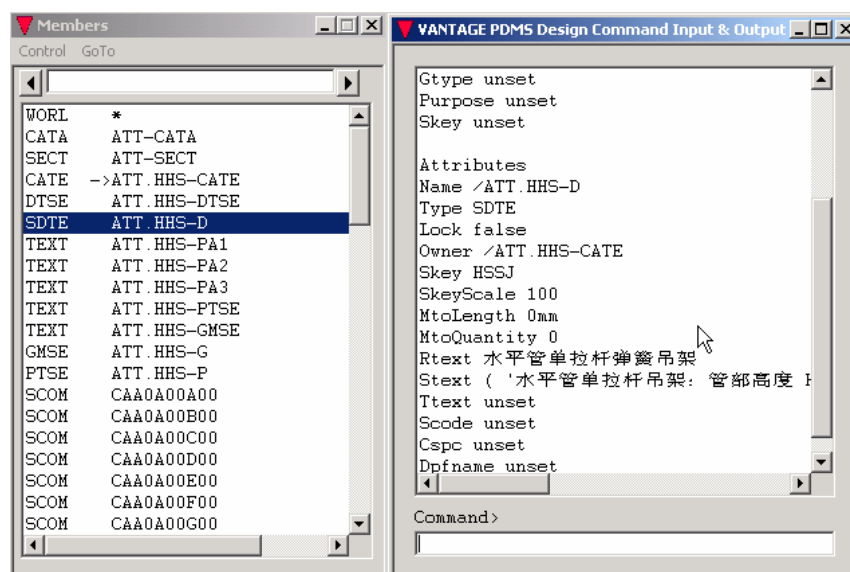 Members
Control GoTo
WORL *
CATA ATT-CATA
SECT ATT-SECT
CATE ->ATT.HHS-CATE
DTSE ATT.HHS-DTSE
SDTE ATT.HHS-D
TEXT ATT.HHS-PA1
TEXT ATT.HHS-PA2
TEXT ATT.HHS-PA3
TEXT ATT.HHS-PTSE
TEXT ATT.HHS-GMSE
GMSE ATT.HHS-G
PTSE ATT.HHS-P
SCOM CAA0A00A00
SCOM CAA0A00B00
SCOM CAA0A00C00
SCOM CAA0A00D00
SCOM CAA0A00E00
SCOM CAA0A00F00
SCOM CAA0A00G00
VANTAGE PDMS Design Command Input & Output
Gtype unset
Purpose unset
Skey unset
Attributes
Name /ATT.HHS-D
Type SDTE
Lock false
Owner /ATT.HHS-CATE
Skey HSSJ
SkeyScale 100
MtoLength 0mm
MtoQuantity 0
Rtext 水平管单拉杆弹簧吊架
Stext ( '水平管单拉杆吊架: 管部高度 H
Ttext unset
Scode unset
Cspc unset
Dpfname unset
Command>